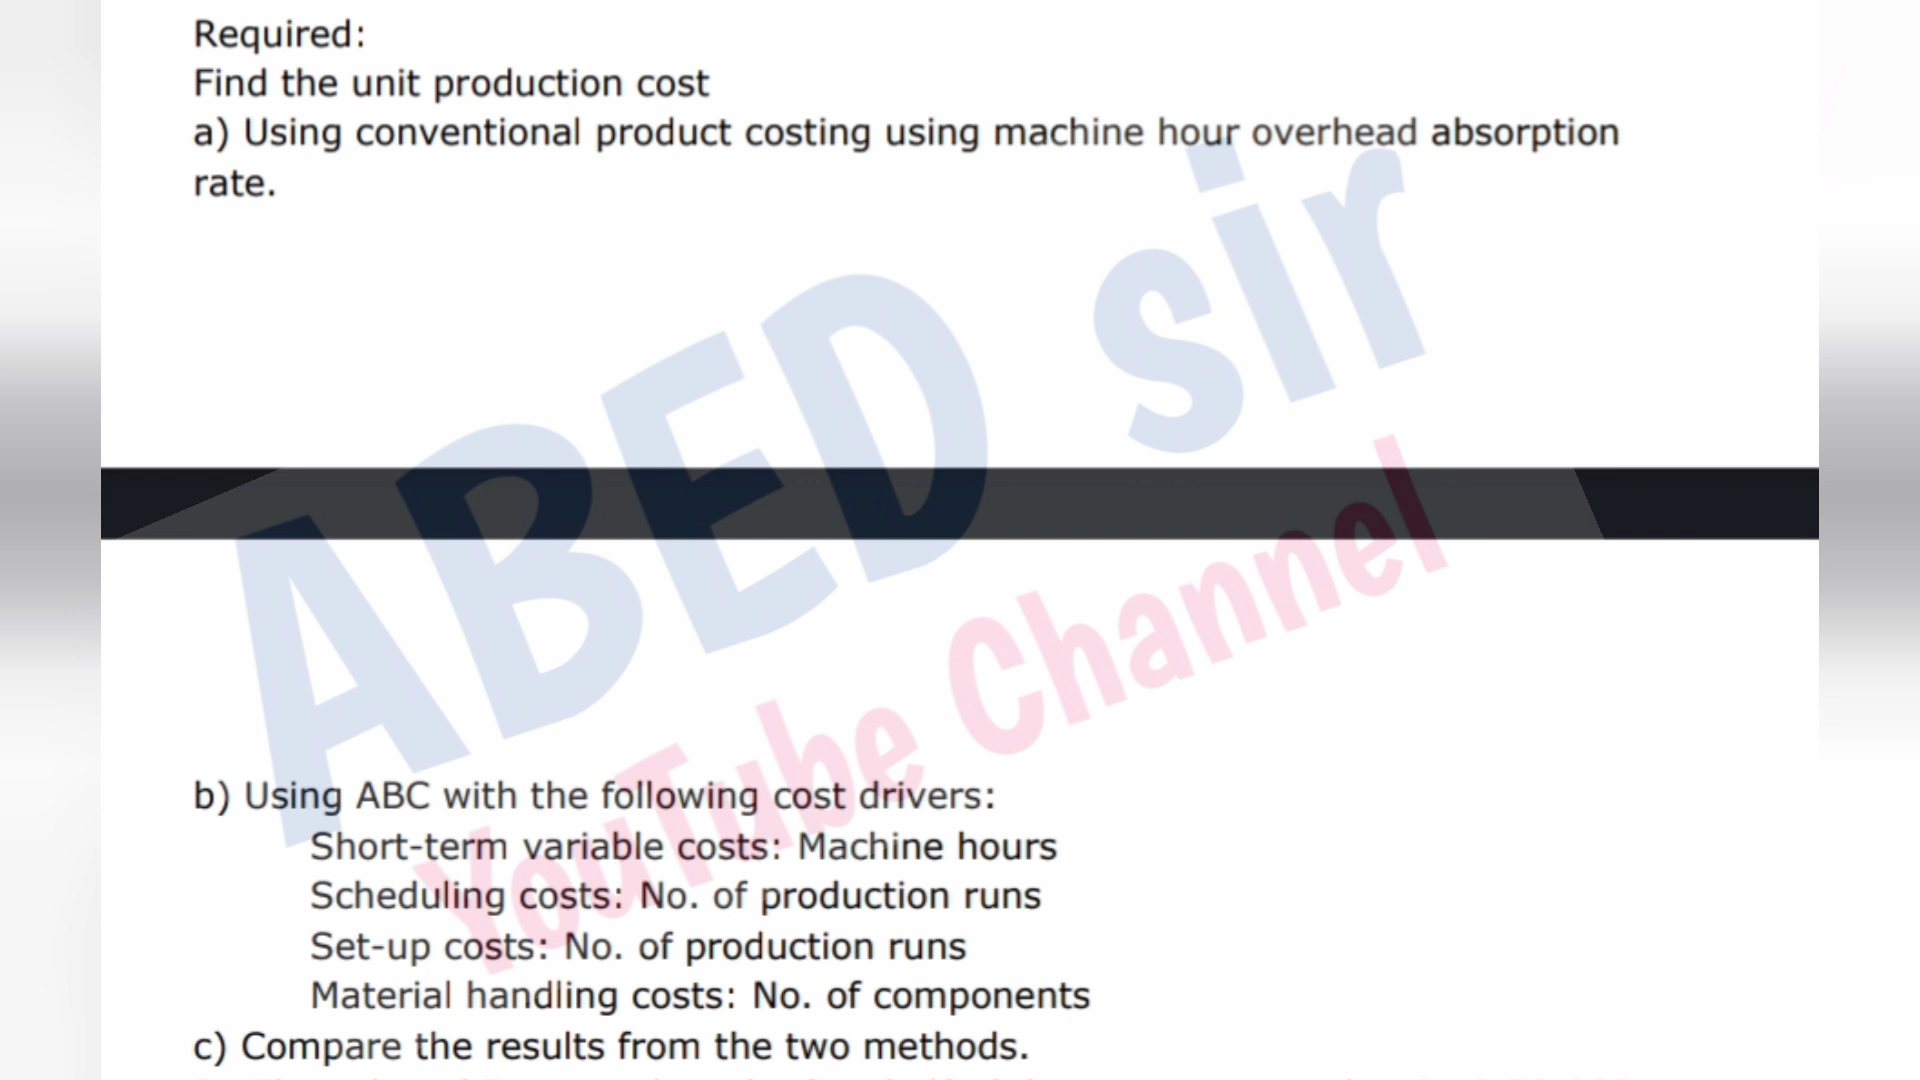 Required:
Find the unit production cost
a) Using conventional product costing using machine hour overhead absorption
rate.
ABED sir
YouTube Channel
b) Using ABC with the following cost drivers:
Short-term variable costs: Machine hours
Scheduling costs: No. of production runs
Set-up costs: No. of production runs
Material handling costs: No. of components
c) Compare the results from the two methods.